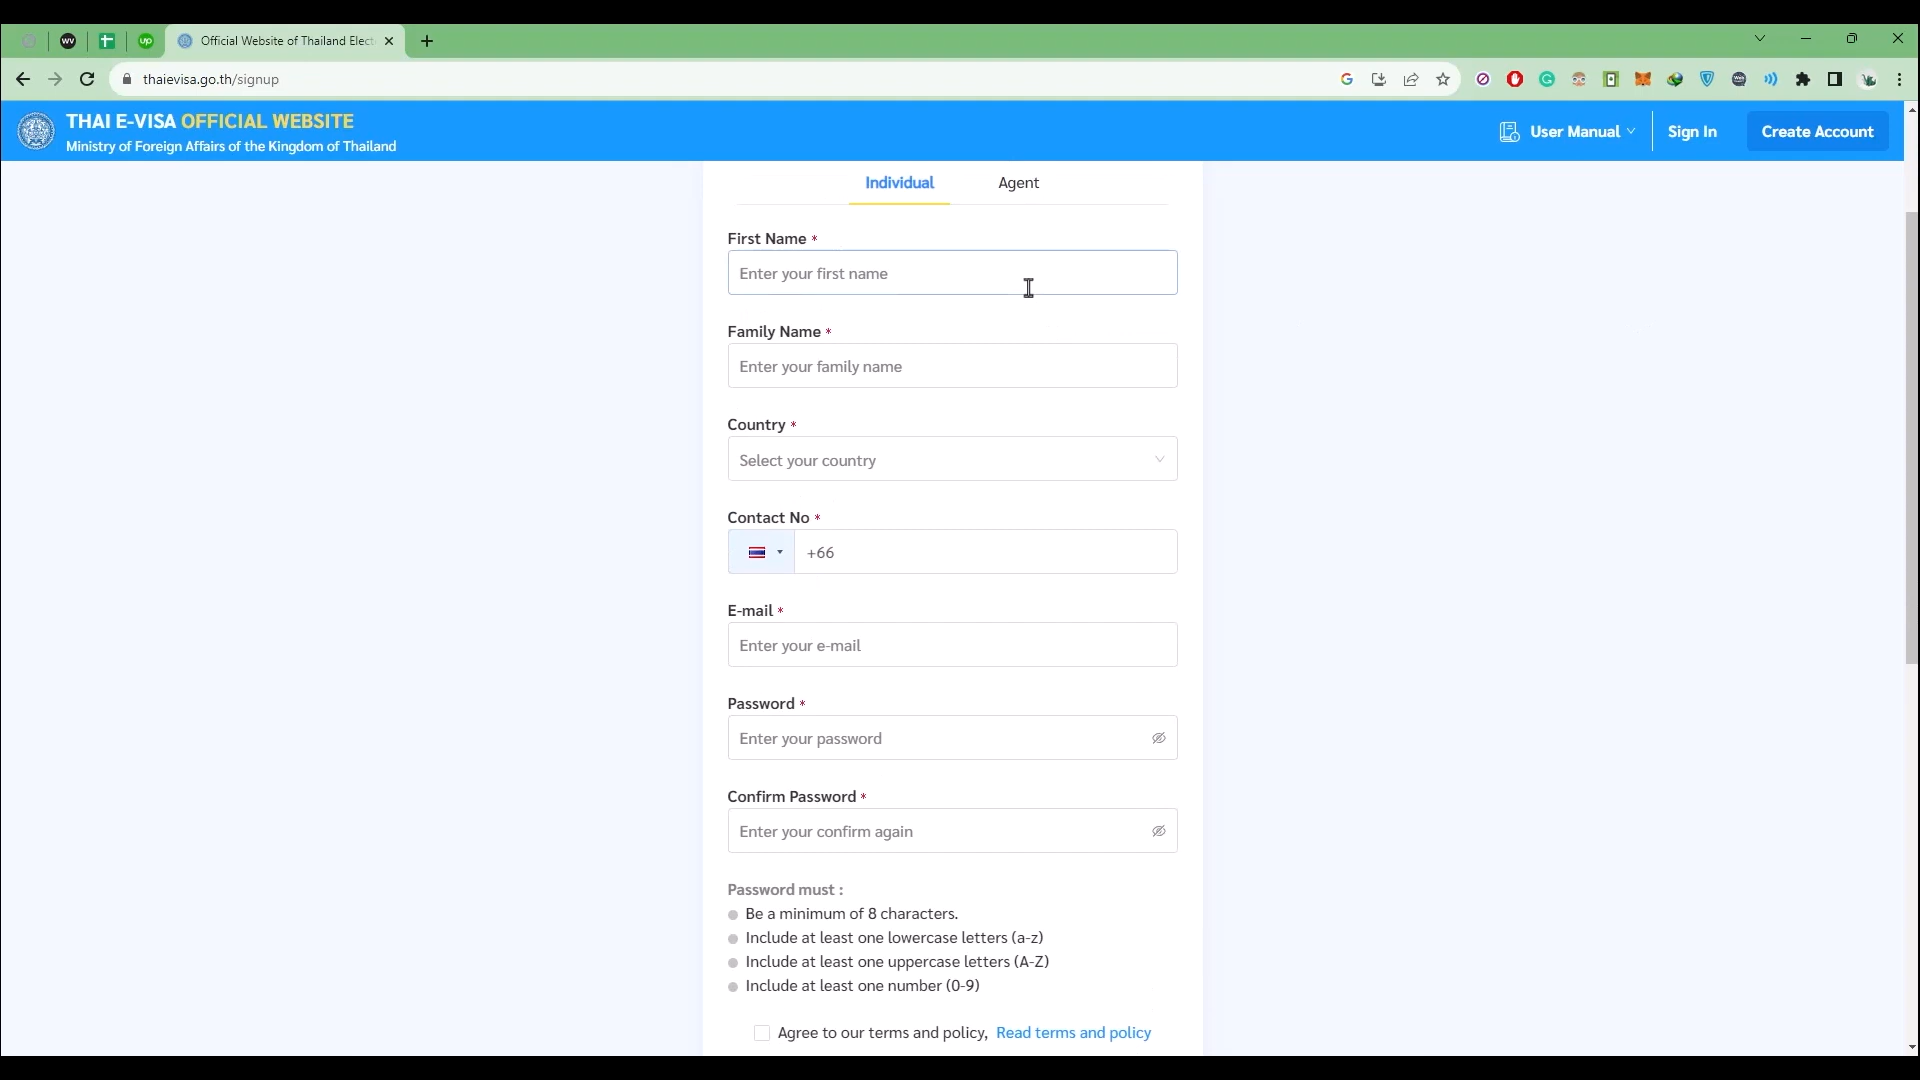 Official Website of Thailand Elect
thaievisa.go.th/signup
THAI E-VISA OFFICIAL WEBSITE
Ministry of Foreign Affairs of the Kingdom of Thailand
User Manual
Sign In
Create Account
Individual
Agent
First Name *
Enter your first name
Family Name *
Enter your family name
Country *
Select your country
Contact No *
+66
E-mail *
Enter your e-mail
Password *
Enter your password
Confirm Password *
Enter your confirm again
Password must :
Be a minimum of 8 characters.
Include at least one lowercase letters (a-z)
Include at least one uppercase letters (A-Z)
Include at least one number (0-9)
Agree to our terms and policy, Read terms and policy